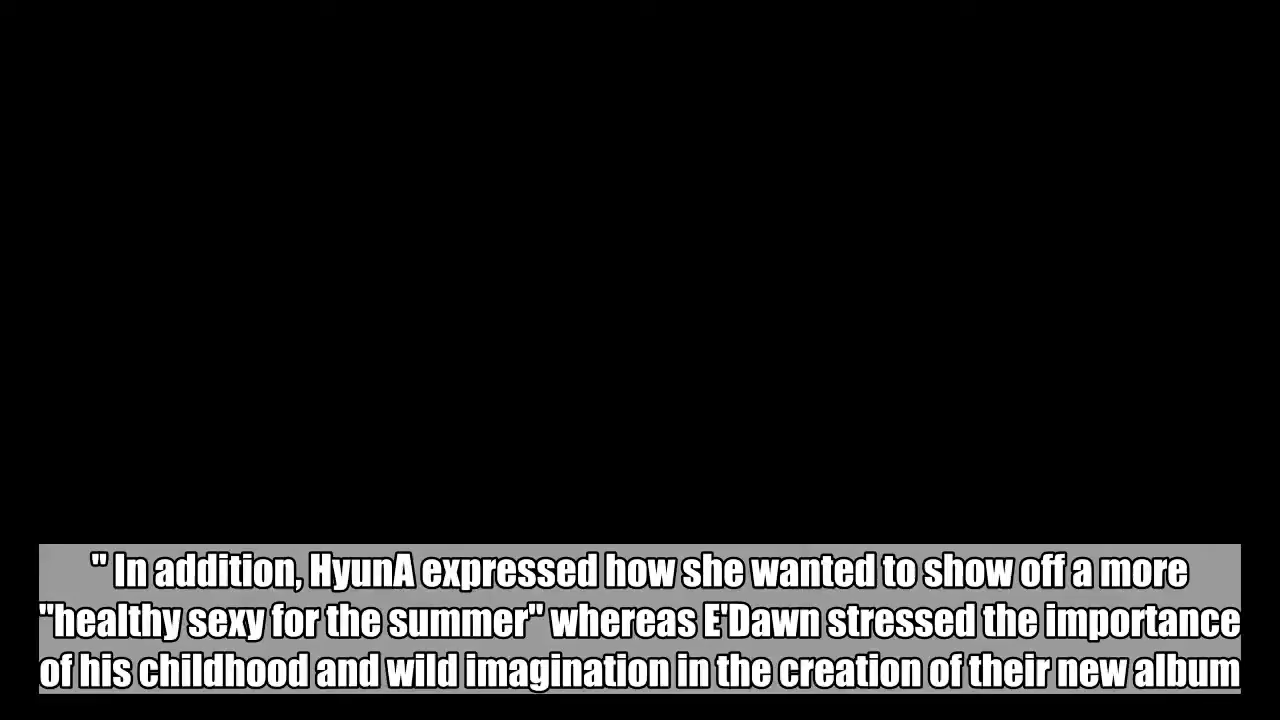 " In addition, HyunA expressed how she wanted to show off a more
"healthy sexy for the summer" whereas E'Dawn stressed the importance
of his childhood and wild imagination in the creation of their new album